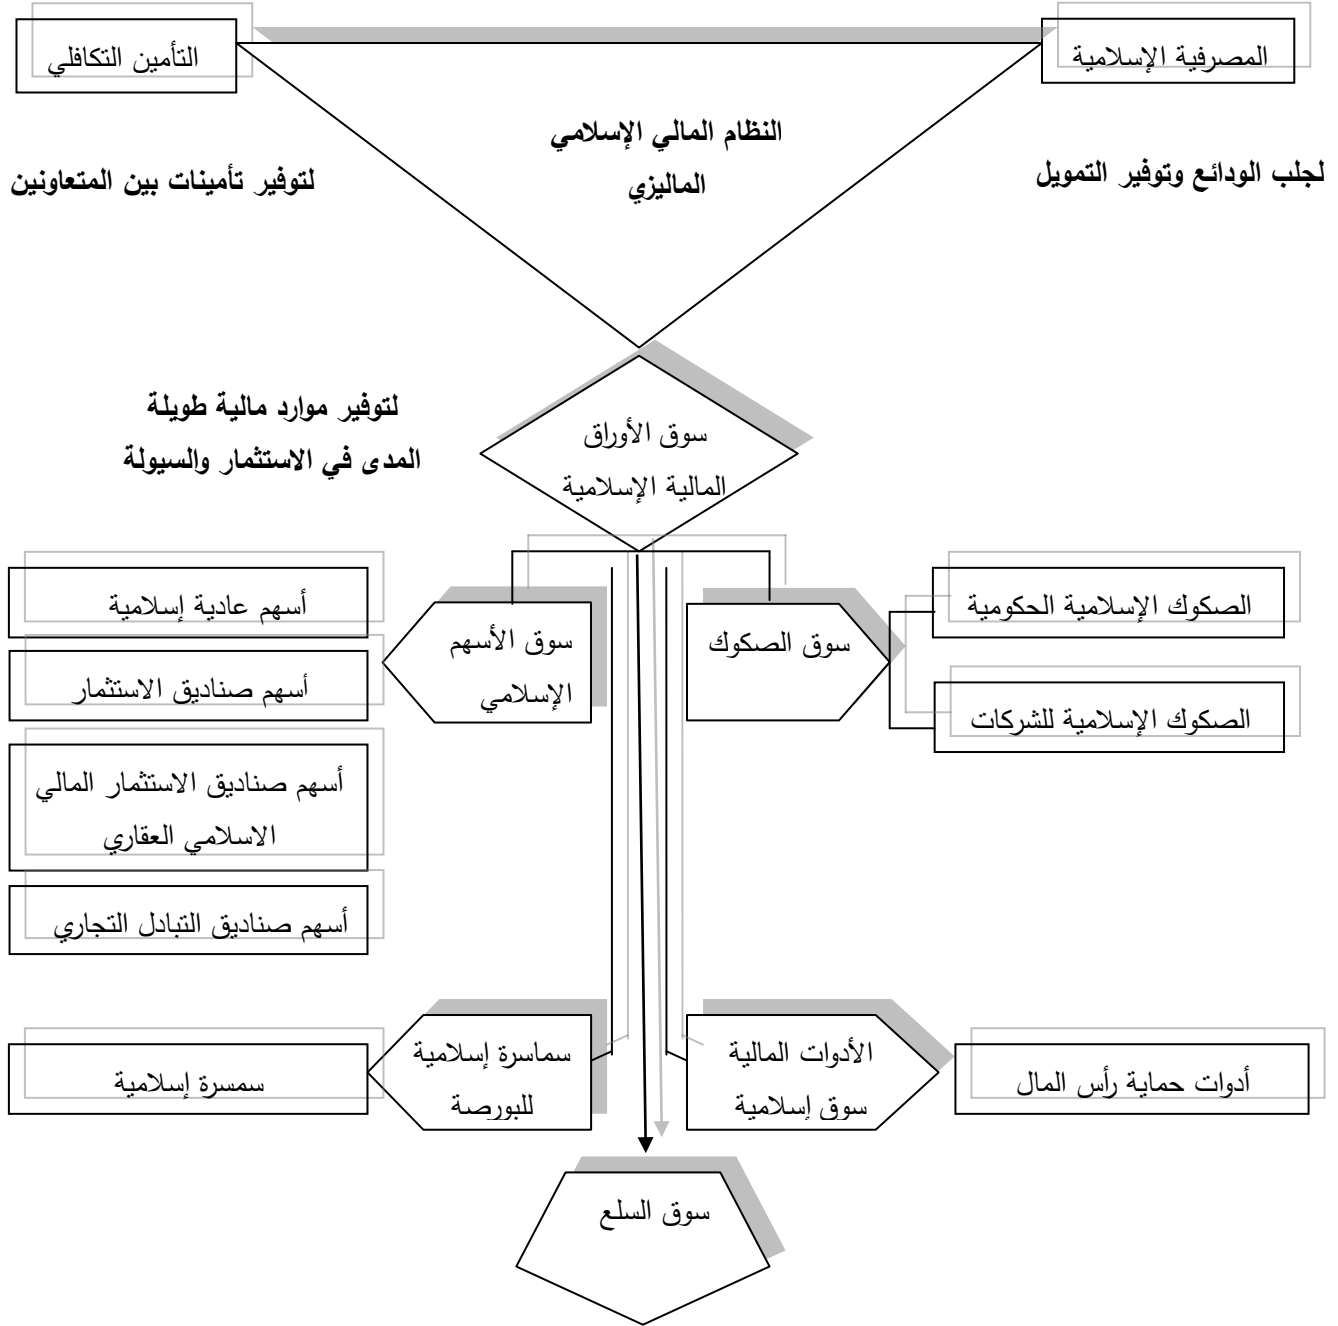 المصرفية الإسلامية
التأمين التكافلي
النظام المالي الإسلامي
الماليزي
لجلب الودائع وتوفير التمويل
لتوفير تأمينات بين المتعاونين
لتوفير موارد مالية طويلة
المدى في الاستثمار والسيولة
سوق الأوراق
المالية الإسلامية
الصكوك الإسلامية الحكومية
سوق الصكوك
الصكوك الإسلامية للشركات
سوق الأسهم
الإسلامي
أسهم عادية إسلامية
أسهم صناديق الاستثمار
أسهم صناديق الاستثمار المالي
الاسلامي العقاري
أسهم صناديق التبادل التجاري
أدوات حماية رأس المال
الأدوات المالية
سوق إسلامية
سماسرة إسلامية
للبورصة
سمسرة إسلامية
سوق السلع